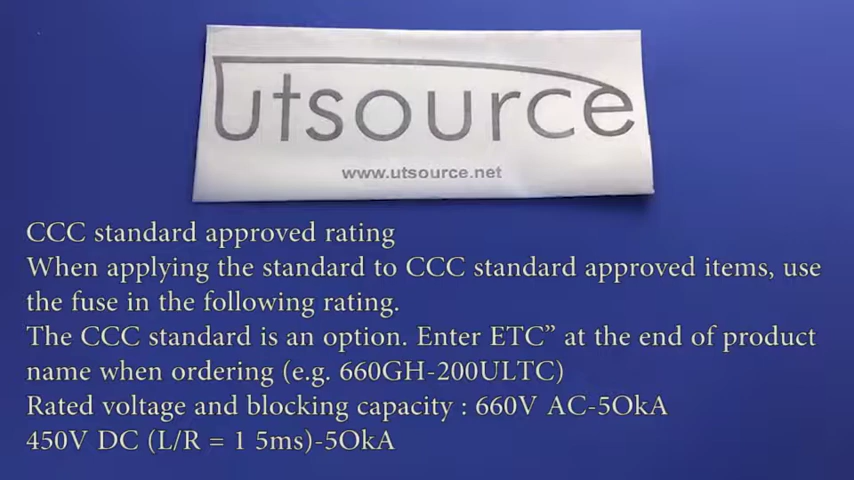 utsource
www.utsource.net
CCC standard approved rating
When applying the standard to CCC standard approved items, use
the fuse in the following rating.
The CCC standard is an option. Enter ETC” at the end of product
name when ordering (e.g. 660GH-200ULTC)
Rated voltage and blocking capacity : 660V AC-5OkA
450V DC (L/R = 1 5ms)-5OkA